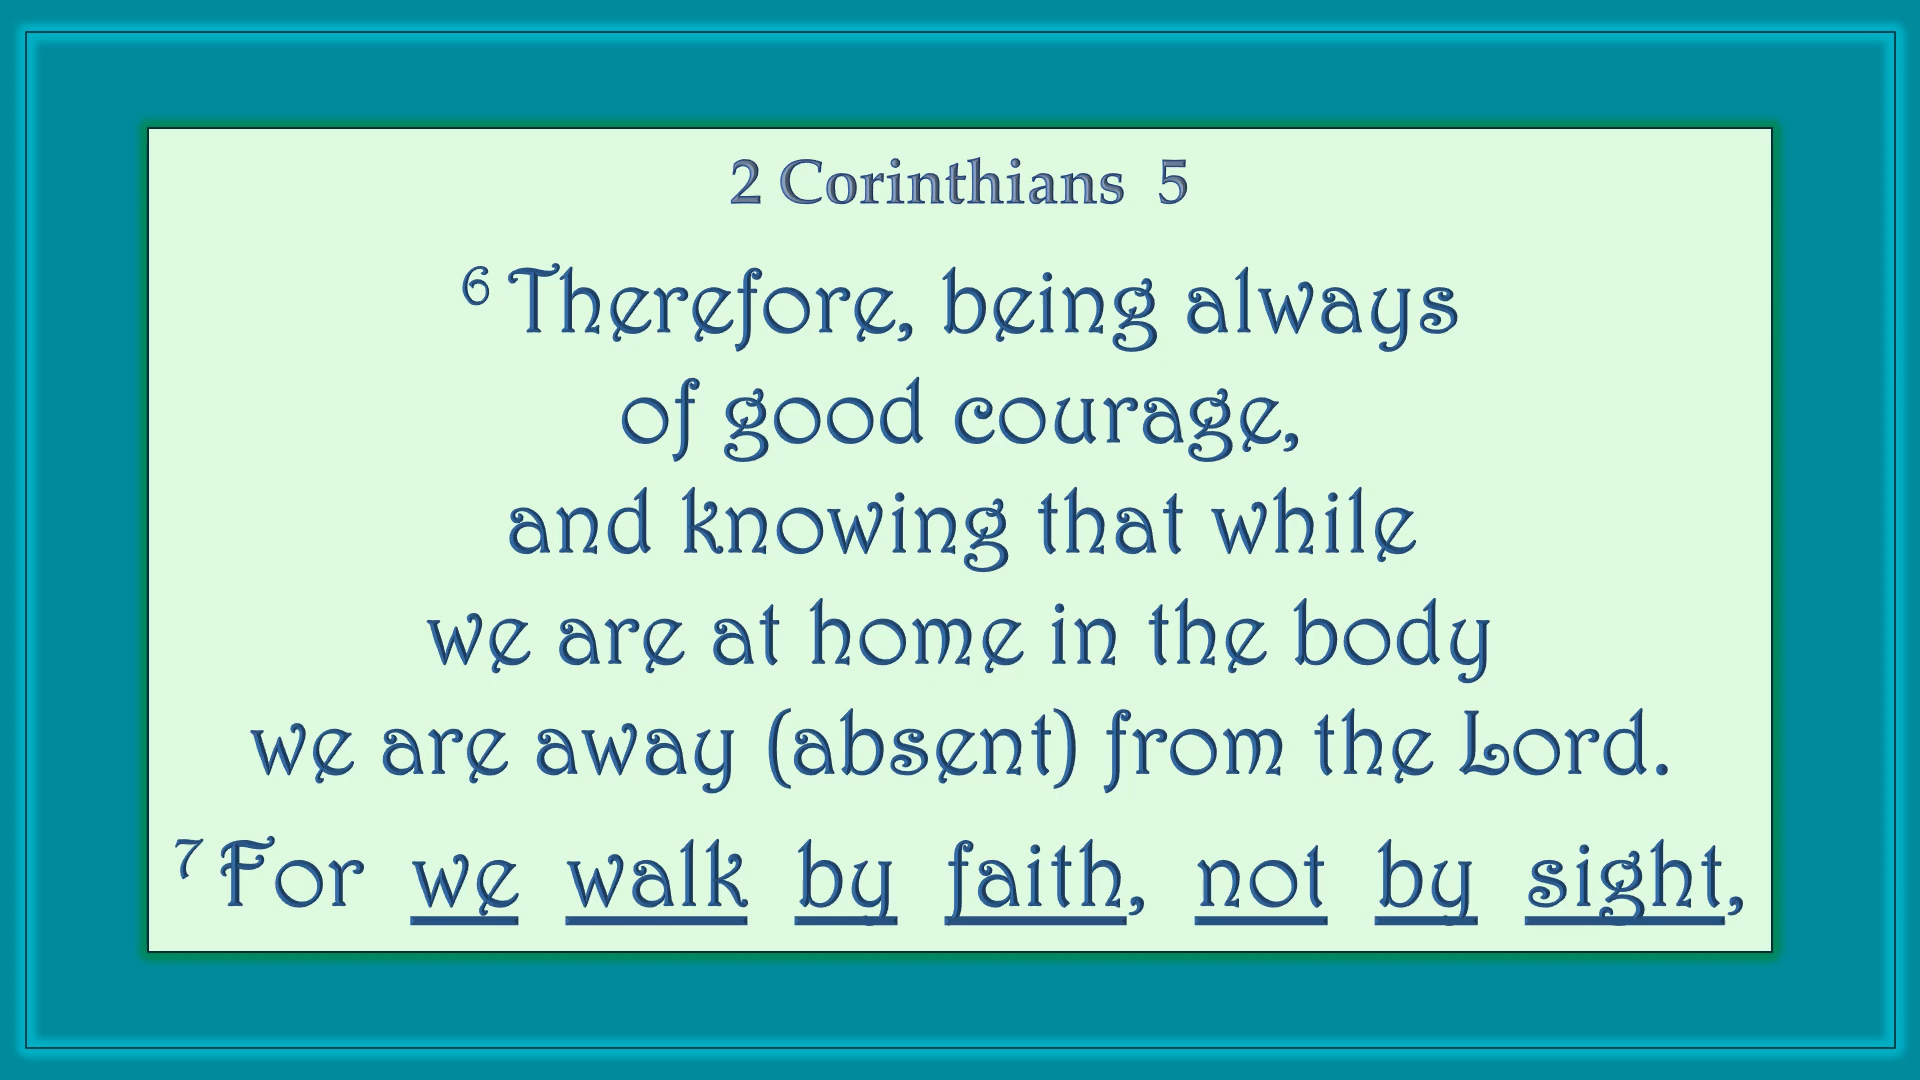 2 Corinthians 5
6 Therefore, being always
of good courage,
and knowing that while
we are at home in the body
we are away (absent) from the Lord.
7 For we walk by faith, not by sight,